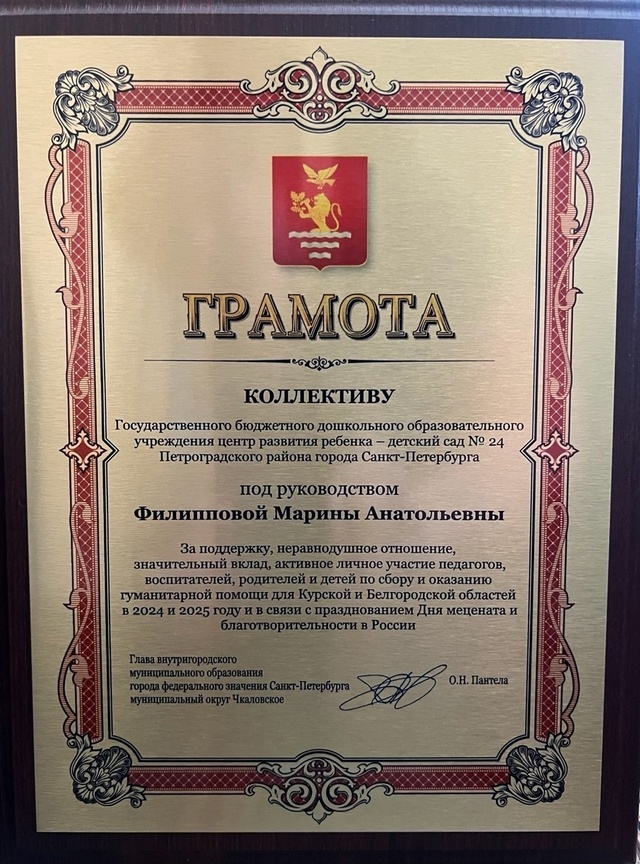 ГРАМОТА
КОЛЛЕКТИВУ
Государственного бюджетного дошкольного образовательного
учреждения центр развития ребенка – детский сад № 24
Петроградского района города Санкт-Петербурга
под руководством
Филипповой Марины Анатольевны
За поддержку, неравнодушное отношение,
значительный вклад, активное личное участие педагогов,
воспитателей, родителей и детей по сбору и оказанию
гуманитарной помощи для Курской и Белгородской областей
в 2024 и 2025 году и в связи с празднованием Дня мецената и
благотворительности в России
Глава внутригородского
муниципального образования
города федерального значения Санкт-Петербурга
муниципальный округ Чкаловское
О.Н. Пантела